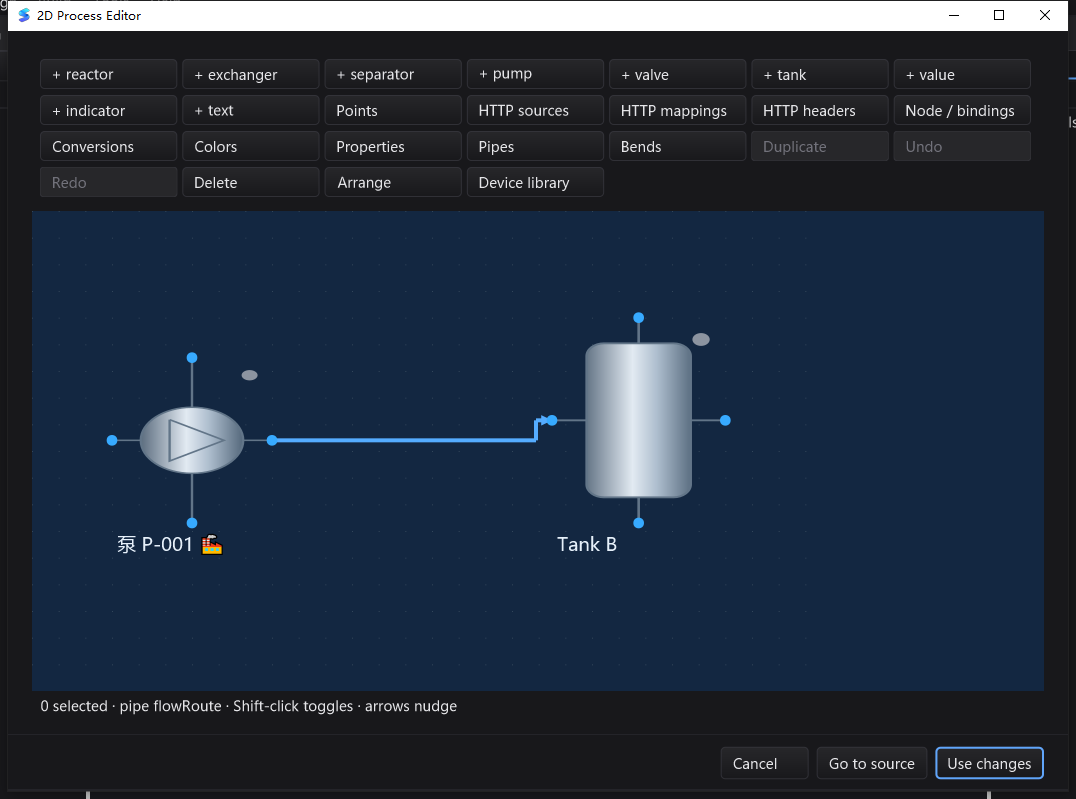 2D Process Editor
+ reactor + exchanger + separator + pump + valve + tank + value
+ indicator + text Points HTTP sources HTTP mappings HTTP headers Node / bindings
Conversions Colors Properties Pipes Bends Duplicate Undo
Redo Delete Arrange Device library
泵 P-001 🏭 Tank B
0 selected · pipe flowRoute · Shift-click toggles · arrows nudge
Cancel Go to source Use changes